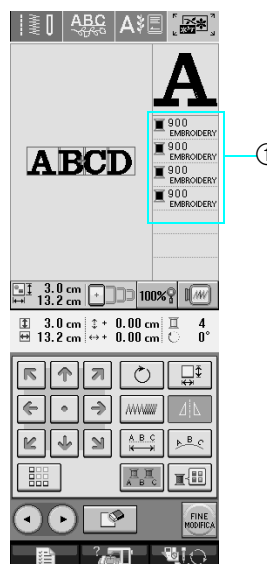 ABC
A
A
900
EMBROIDERY
900
EMBROIDERY
900
EMBROIDERY
900
EMBROIDERY
ABCD
1
3.0 cm
13.2 cm
100%
3.0 cm + 0.00 cm 4
13.2 cm + 0.00 cm 0°
A B C
A B C
A B C
FINE
MODIFICA
?